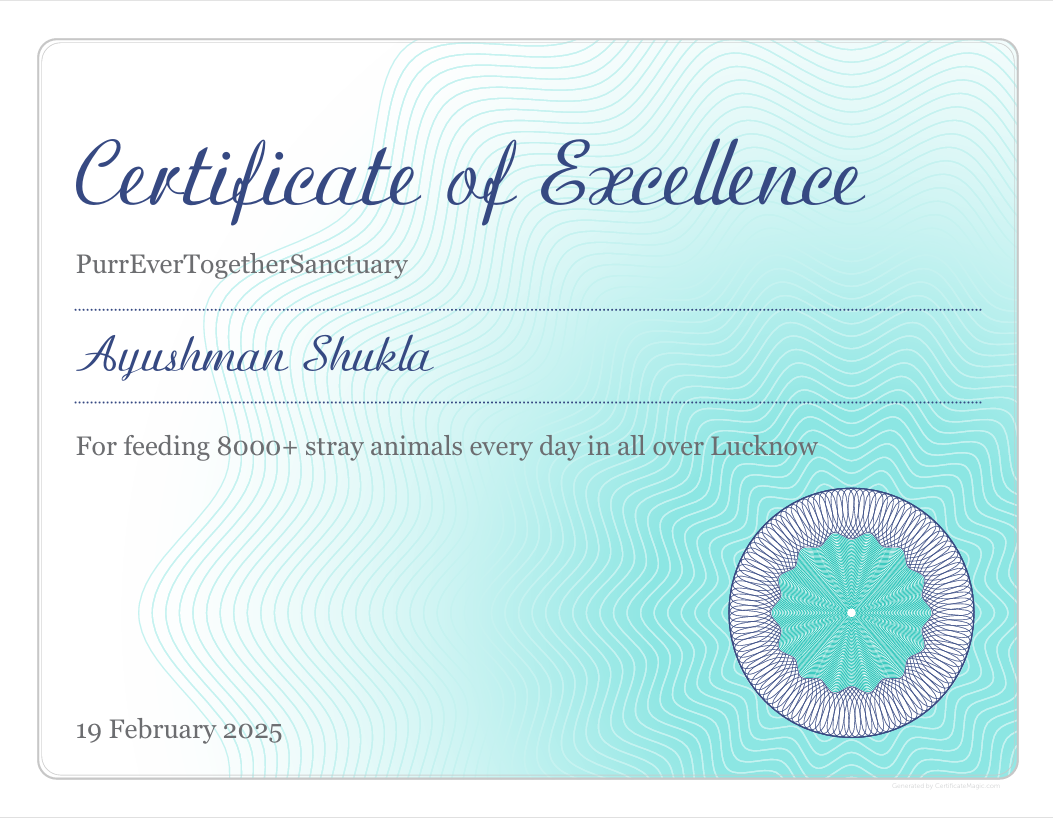 Certificate of Excellence
PurrEverTogetherSanctuary
Ayushman Shukla
For feeding 8000+ stray animals every day in all over Lucknow
19 February 2025
Generated by CertificateMagic.com